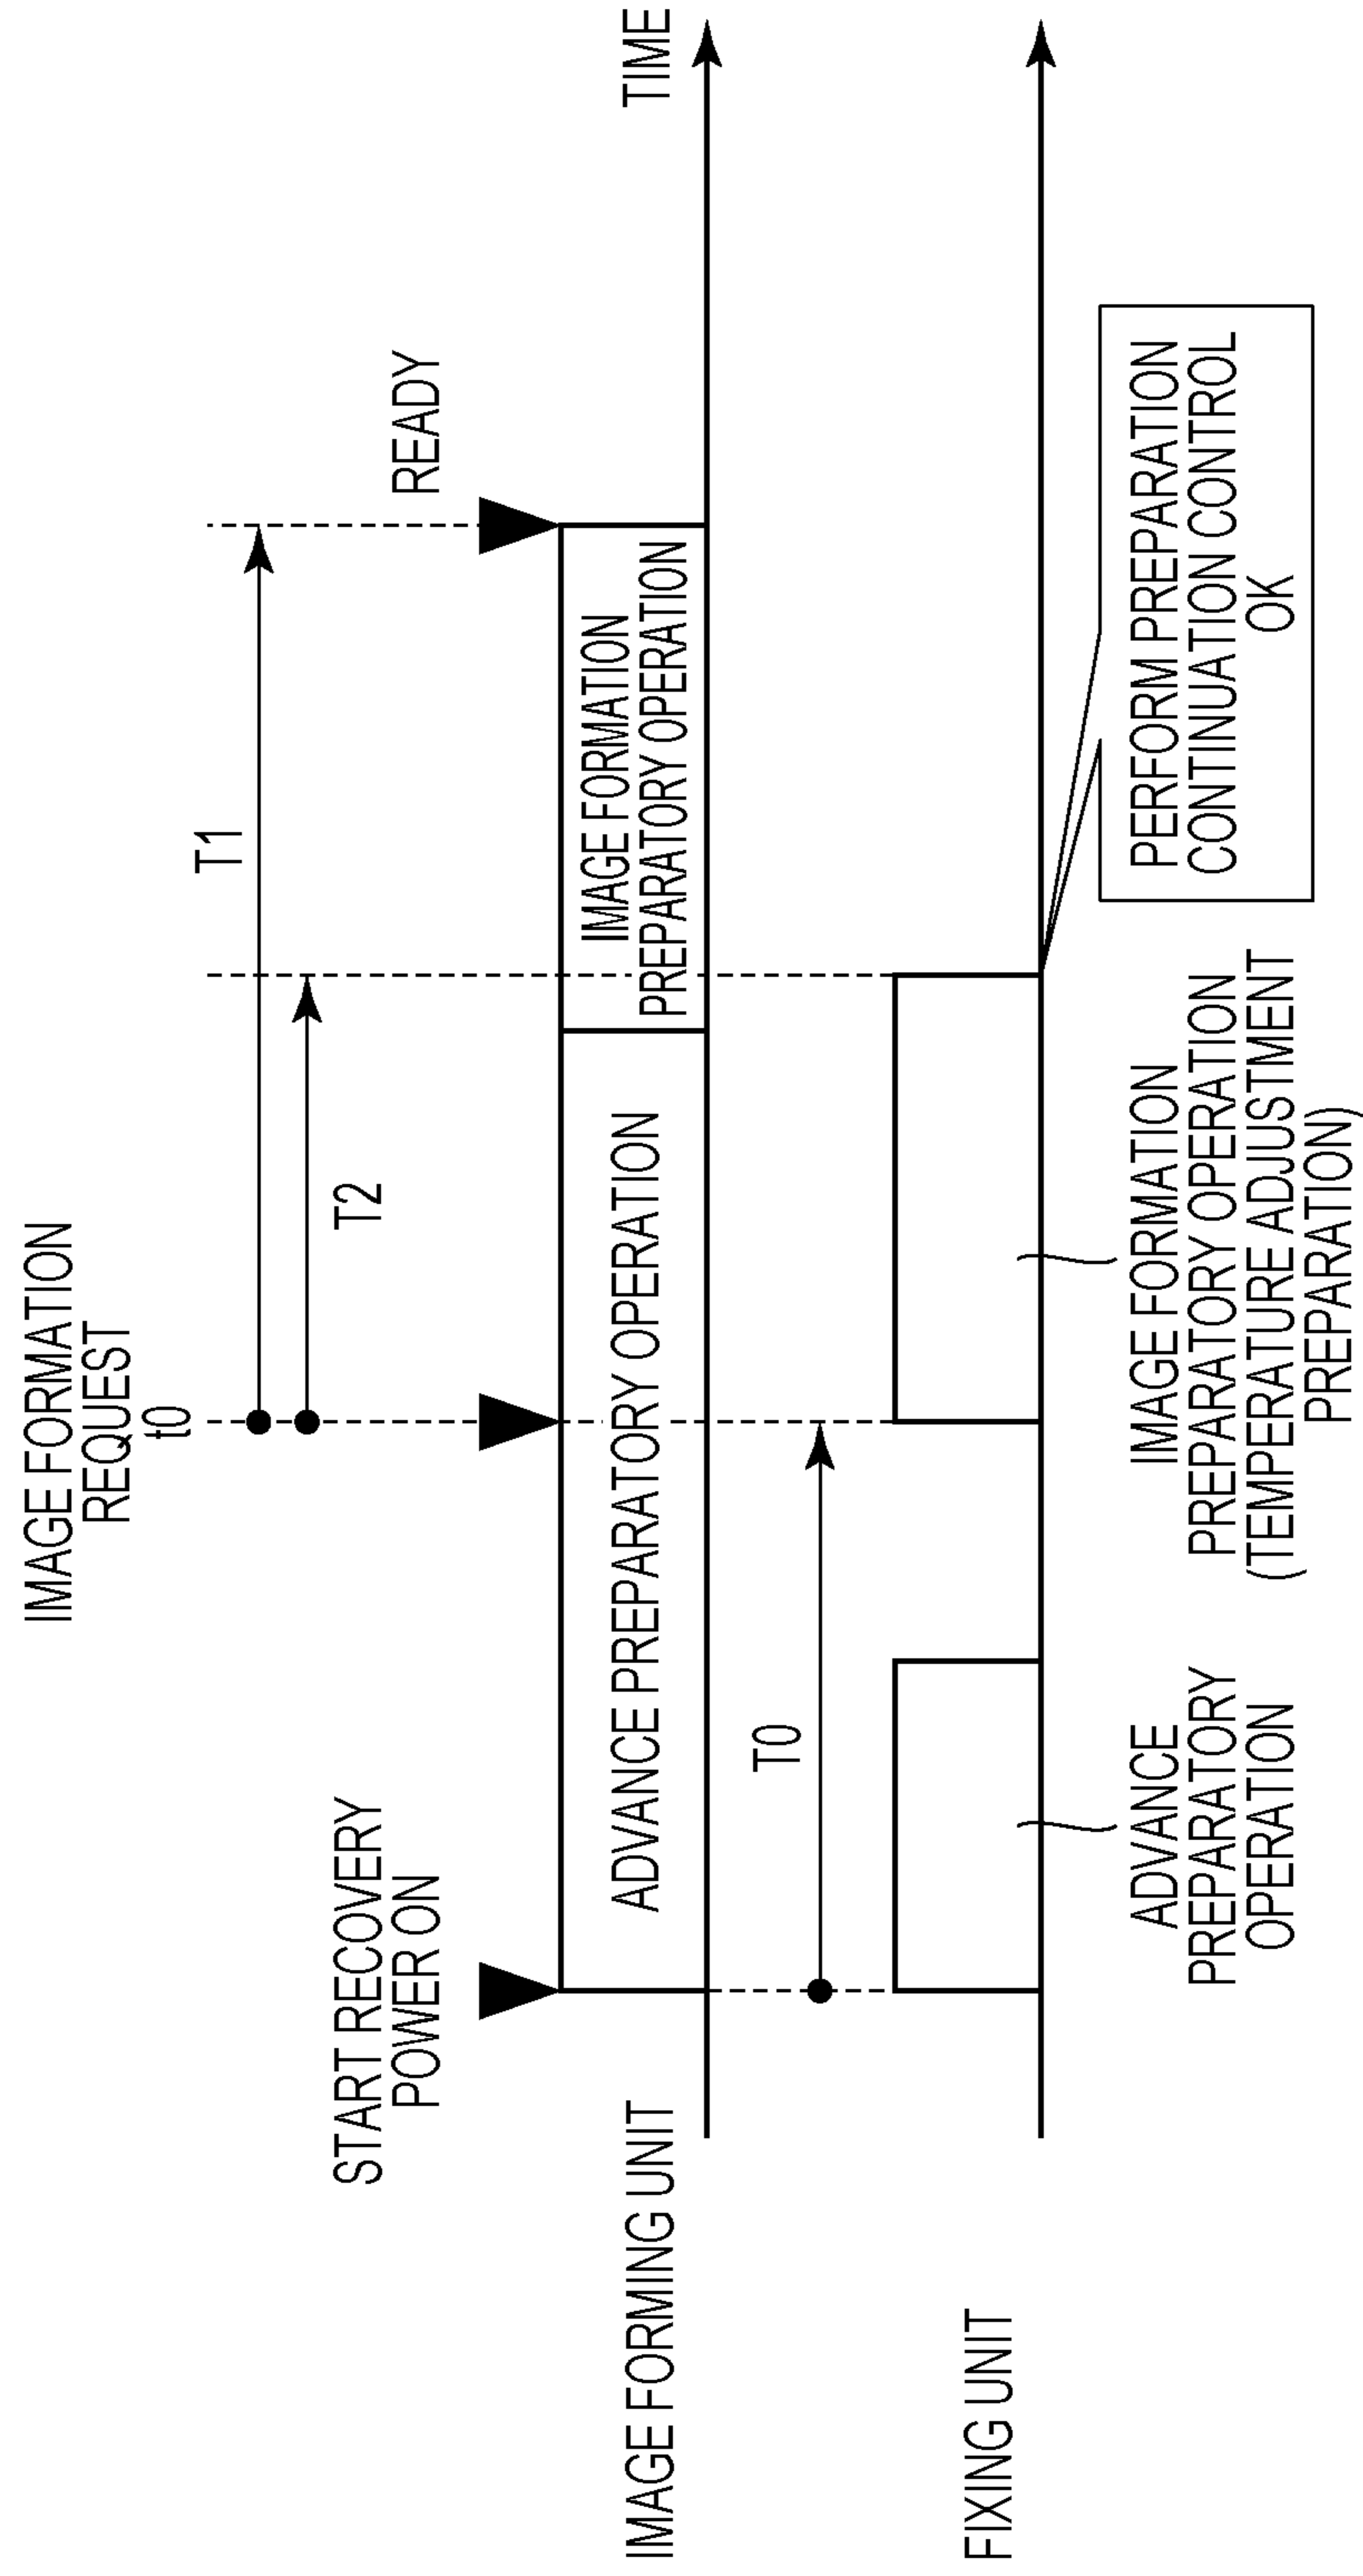 IMAGE FORMATION
REQUEST
t0
T1
T2
START RECOVERY
POWER ON
READY
IMAGE FORMING UNIT
ADVANCE PREPARATORY OPERATION
IMAGE FORMATION
PREPARATORY OPERATION
TIME
T0
FIXING UNIT
ADVANCE
PREPARATORY
OPERATION
IMAGE FORMATION
PREPARATORY OPERATION
(TEMPERATURE ADJUSTMENT
PREPARATION)
PERFORM PREPARATION
CONTINUATION CONTROL
OK